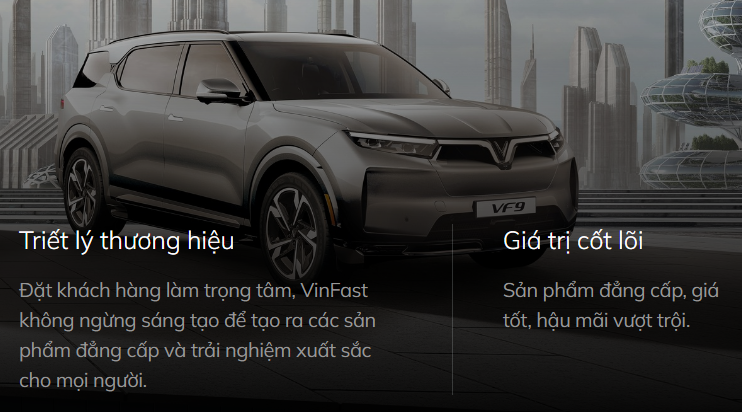 VF9
Triết lý thương hiệu
Đặt khách hàng làm trọng tâm, VinFast
không ngừng sáng tạo để tạo ra các sản
phẩm đẳng cấp và trải nghiệm xuất sắc
cho mọi người.
Giá trị cốt lõi
Sản phẩm đẳng cấp, giá
tốt, hậu mãi vượt trội.